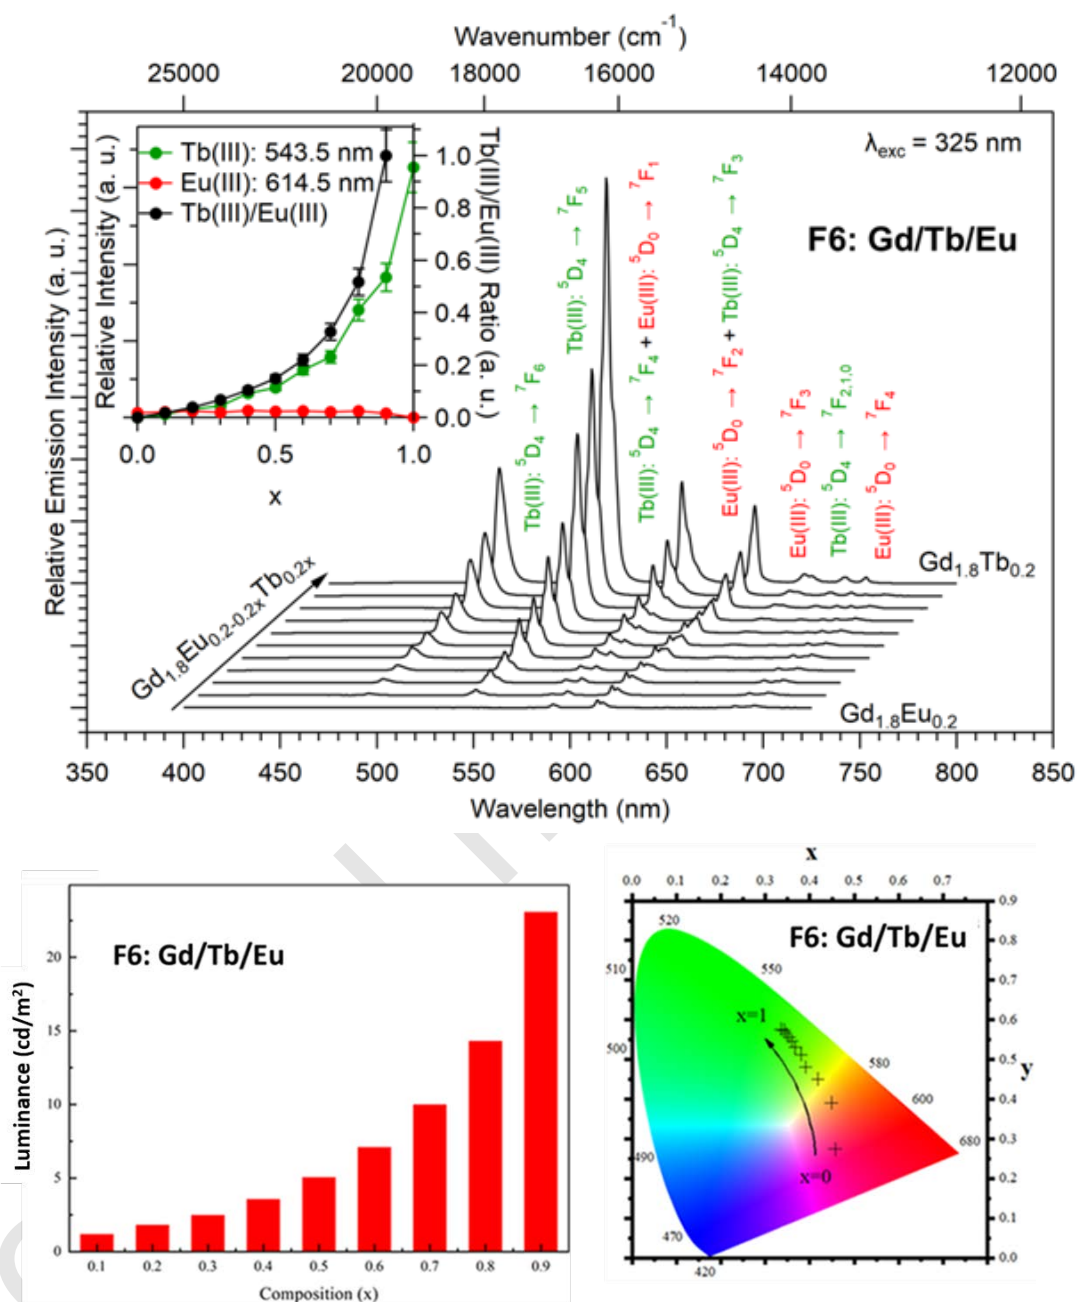 Wavenumber (cm⁻¹)
25000 20000 18000 16000 14000 12000
λexc = 325 nm
F6: Gd/Tb/Eu
Relative Emission Intensity (a. u.)
Relative Intensity (a. u.)
Tb(III): 543.5 nm
Eu(III): 614.5 nm
Tb(III)/Eu(III)
Tb(III)/Eu(III) Ratio (a. u.)
1.0
0.8
0.6
0.4
0.2
0.0
0.0 0.5 1.0
x
Tb(III): ⁵D₄ → ⁷F₆
Tb(III): ⁵D₄ → ⁷F₅
Tb(III): ⁵D₄ → ⁷F₄ + Eu(III): ⁵D₀ → ⁷F₁
Eu(III): ⁵D₀ → ⁷F₂ + Tb(III): ⁵D₄ → ⁷F₃
Eu(III): ⁵D₀ → ⁷F₃
Tb(III): ⁵D₄ → ⁷F₂,₁,₀
Eu(III): ⁵D₀ → ⁷F₄
Gd₁.₈Tb₀.₂
Gd₁.₈Eu₀.₂₋₀.₂ₓTb₀.₂ₓ
Gd₁.₈Eu₀.₂
350 400 450 500 550 600 650 700 750 800 850
Wavelength (nm)
F6: Gd/Tb/Eu
Luminance (cd/m²)
20
15
10
5
0
0.1 0.2 0.3 0.4 0.5 0.6 0.7 0.8 0.9
Composition (x)
x
0.0 0.1 0.2 0.3 0.4 0.5 0.6 0.7
F6: Gd/Tb/Eu
0.9
0.8
0.7
0.6
0.5
0.4
0.3
0.2
0.1
0.0
y
520
510
550
x=1
500
580
600
490
680
x=0
470
420